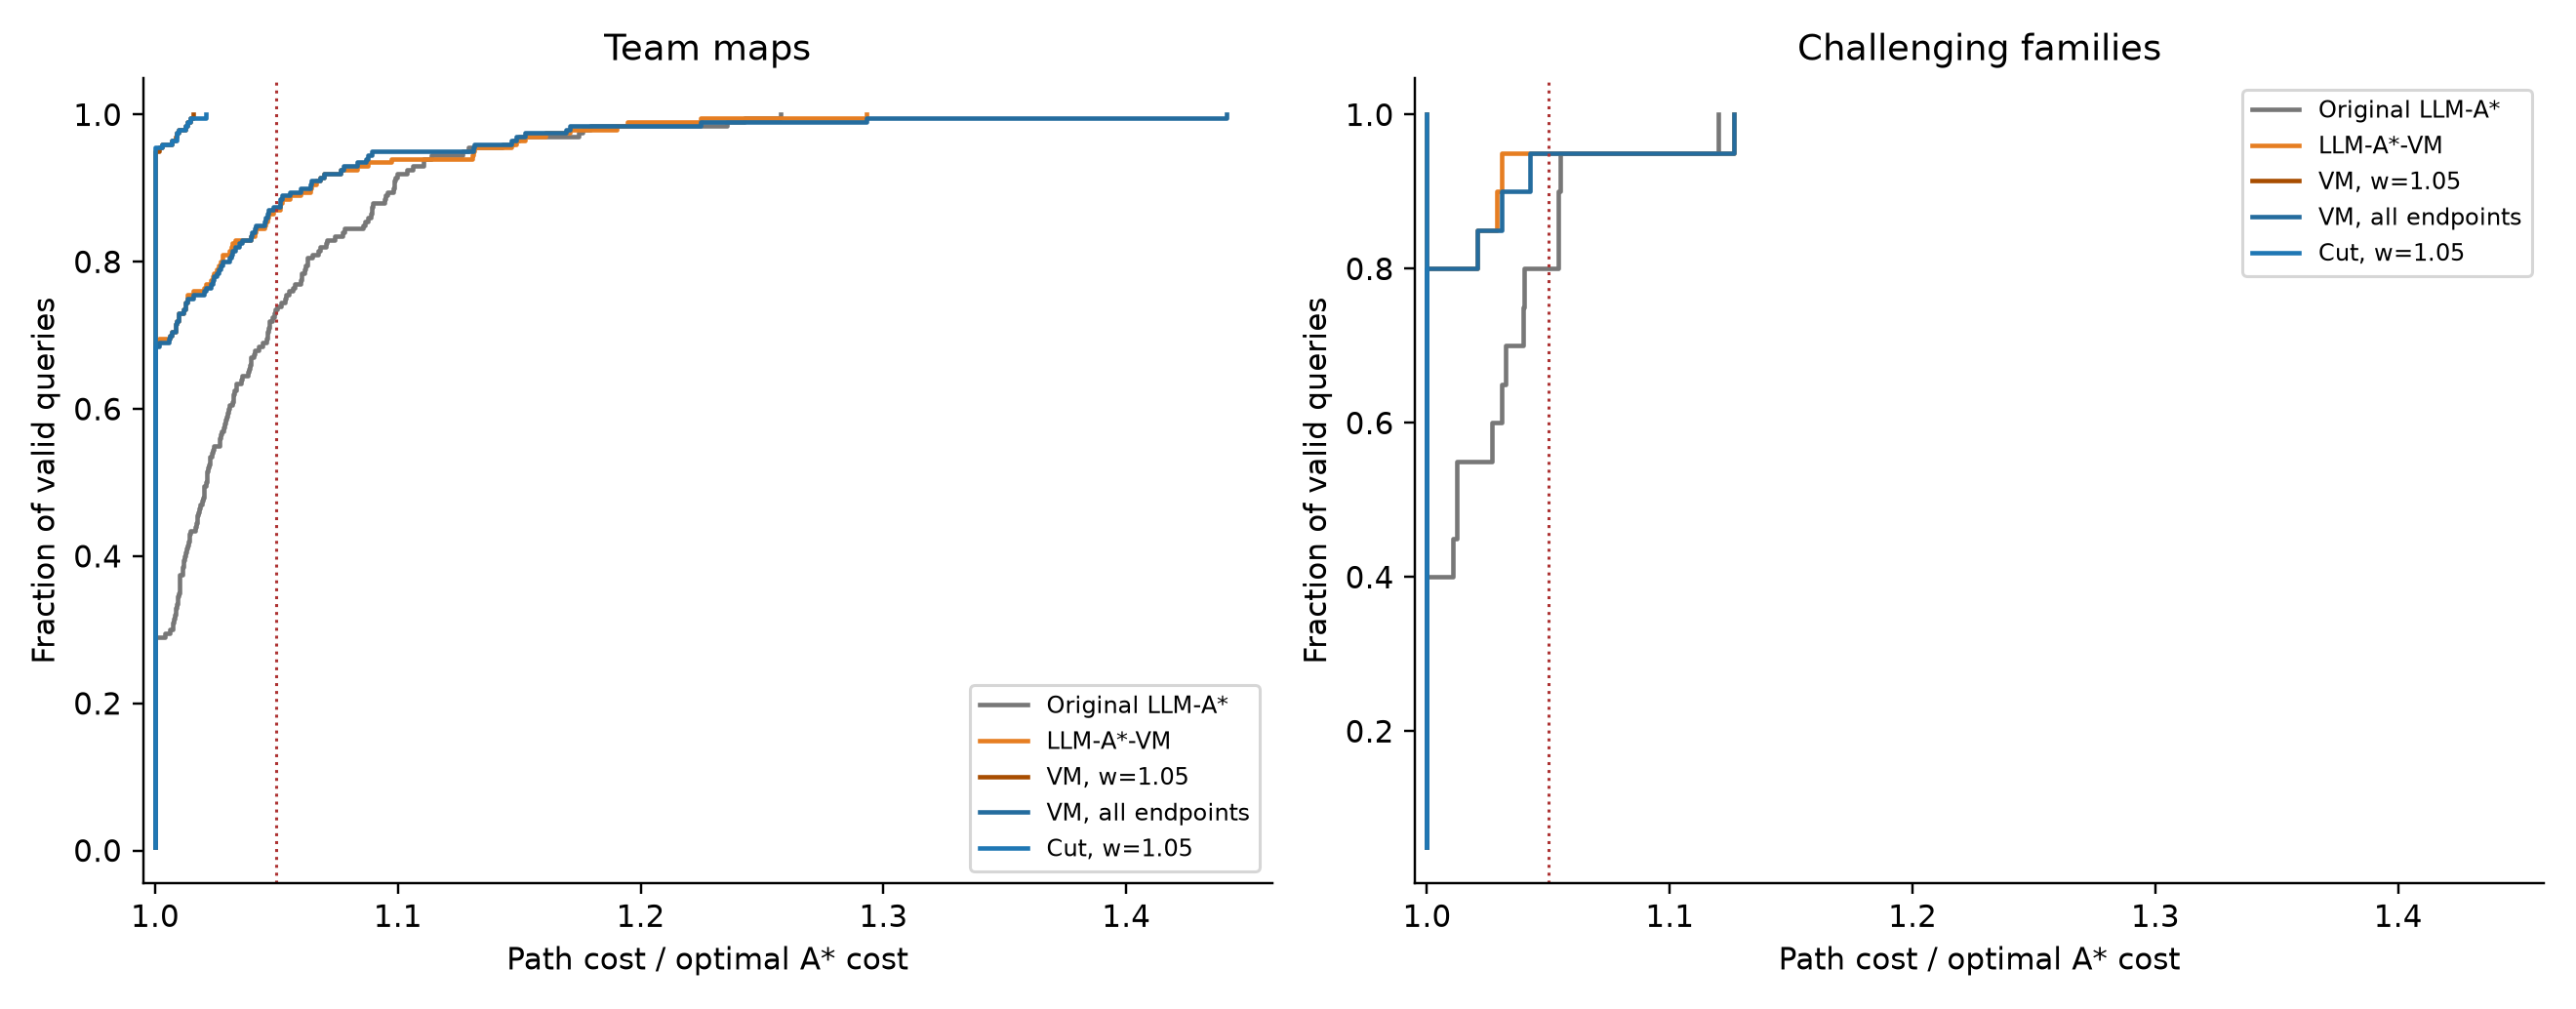 Team maps
Fraction of valid queries
1.0
0.8
0.6
0.4
0.2
0.0
Original LLM-A*
LLM-A*-VM
VM, w=1.05
VM, all endpoints
Cut, w=1.05
1.0 1.1 1.2 1.3 1.4
Path cost / optimal A* cost
Challenging families
Fraction of valid queries
1.0
0.8
0.6
0.4
0.2
Original LLM-A*
LLM-A*-VM
VM, w=1.05
VM, all endpoints
Cut, w=1.05
1.0 1.1 1.2 1.3 1.4
Path cost / optimal A* cost